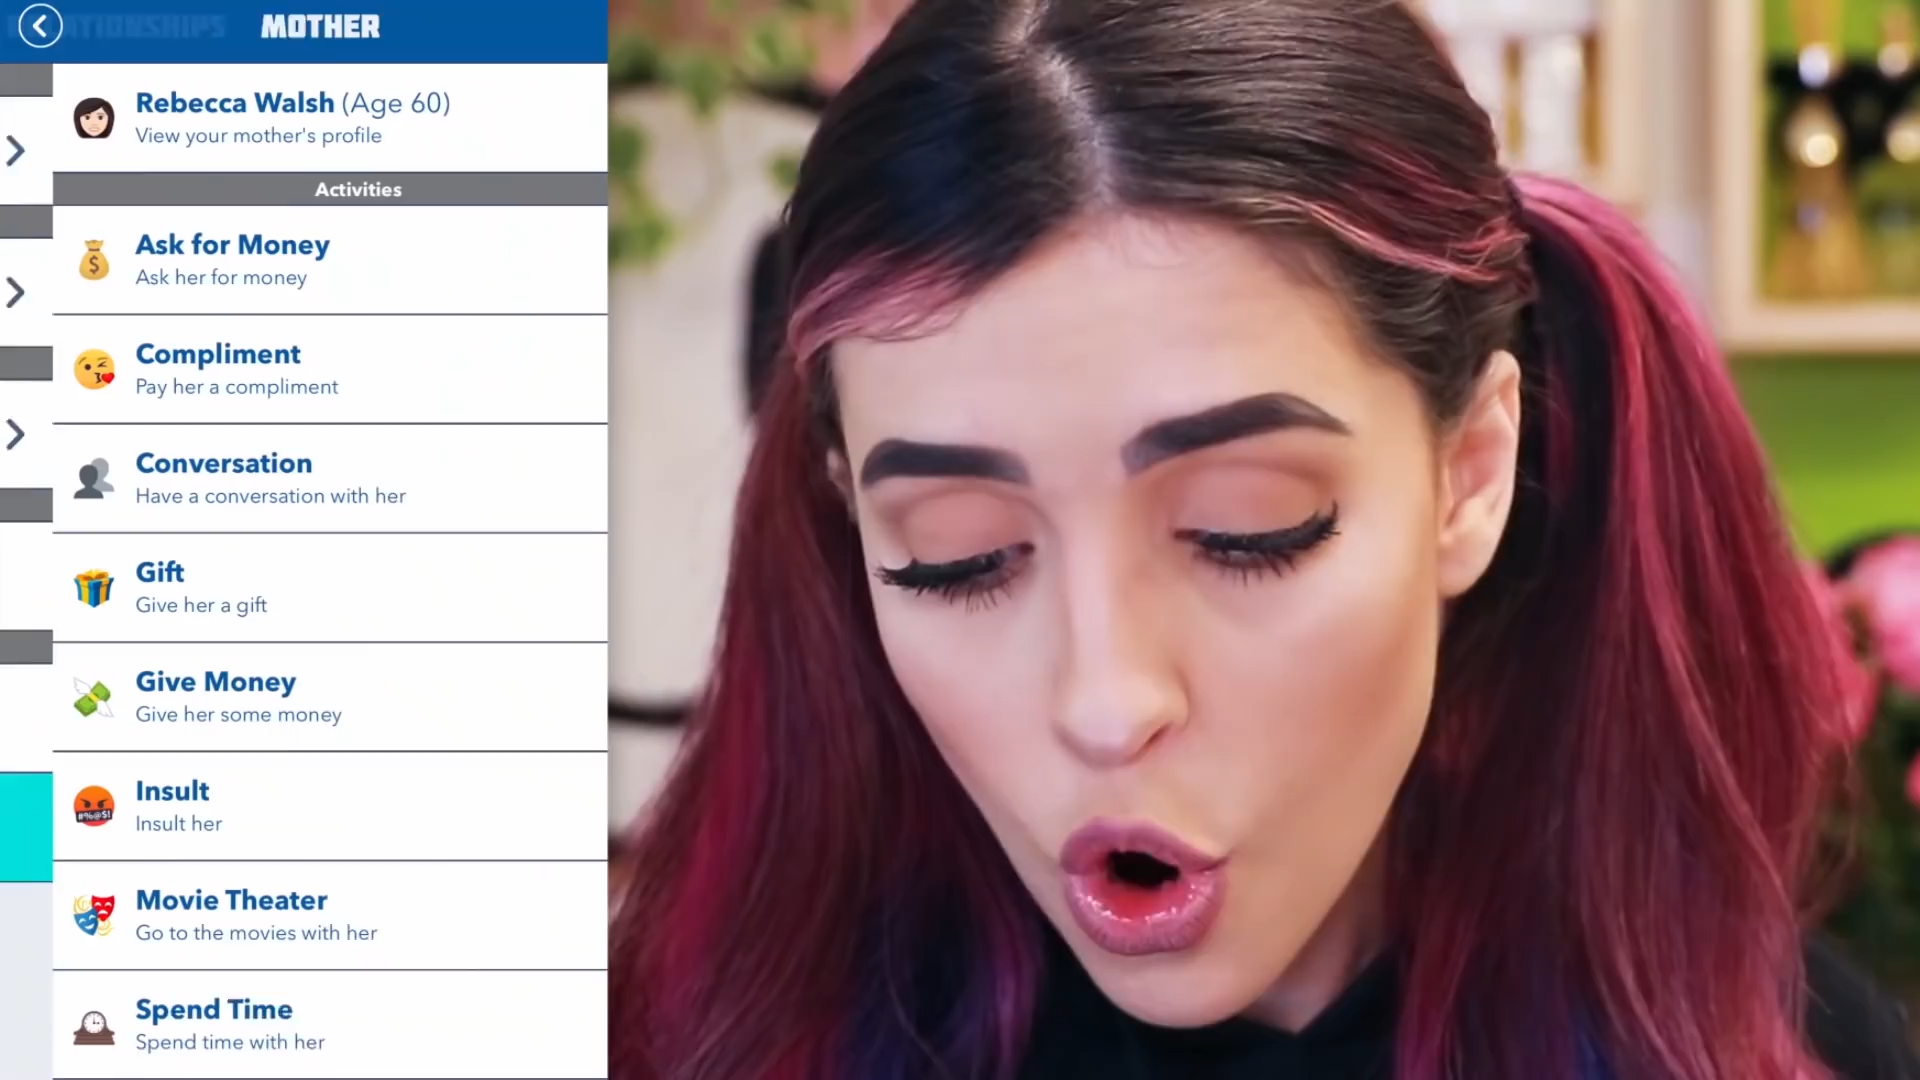 MOTHER
Rebecca Walsh (Age 60)
View your mother's profile
Activities
Ask for Money
Ask her for money
Compliment
Pay her a compliment
Conversation
Have a conversation with her
Gift
Give her a gift
Give Money
Give her some money
Insult
#%@$!
Insult her
Movie Theater
Go to the movies with her
Spend Time
Spend time with her